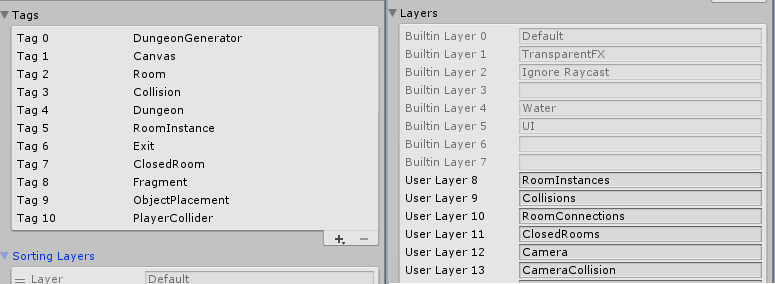 Tags
Tag 0 DungeonGenerator
Tag 1 Canvas
Tag 2 Room
Tag 3 Collision
Tag 4 Dungeon
Tag 5 RoomInstance
Tag 6 Exit
Tag 7 ClosedRoom
Tag 8 Fragment
Tag 9 ObjectPlacement
Tag 10 PlayerCollider
Sorting Layers
Layer Default
Layers
Builtin Layer 0 Default
Builtin Layer 1 TransparentFX
Builtin Layer 2 Ignore Raycast
Builtin Layer 3
Builtin Layer 4 Water
Builtin Layer 5 UI
Builtin Layer 6
Builtin Layer 7
User Layer 8 RoomInstances
User Layer 9 Collisions
User Layer 10 RoomConnections
User Layer 11 ClosedRooms
User Layer 12 Camera
User Layer 13 CameraCollision